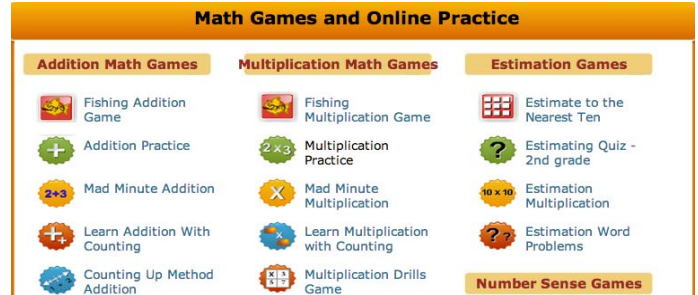 Math Games and Online Practice
Addition Math Games
Fishing Addition
Game
Addition Practice
2+3
Mad Minute Addition
Learn Addition With
Counting
Counting Up Method
Addition
Multiplication Math Games
Fishing
Multiplication Game
2x3
Multiplication
Practice
X
Mad Minute
Multiplication
Learn Multiplication
with Counting
Multiplication Drills
Game
Estimation Games
Estimate to the
Nearest Ten
?
Estimating Quiz -
2nd grade
10 x 10
Estimation
Multiplication
??
Estimation Word
Problems
Number Sense Games